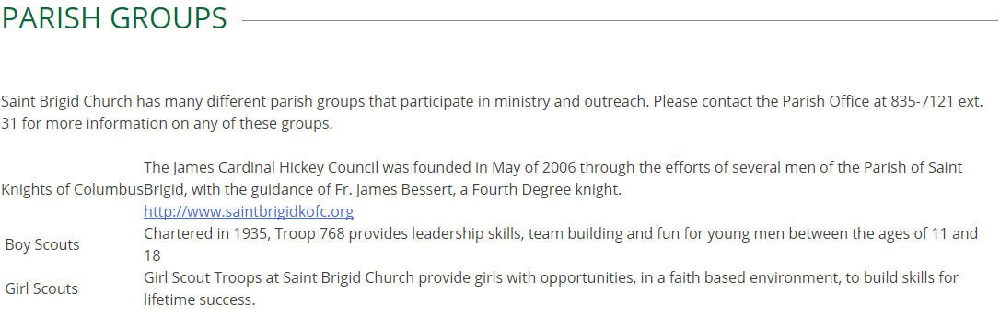 PARISH GROUPS
Saint Brigid Church has many different parish groups that participate in ministry and outreach. Please contact the Parish Office at 835-7121 ext.
31 for more information on any of these groups.
The James Cardinal Hickey Council was founded in May of 2006 through the efforts of several men of the Parish of Saint
Knights of Columbus Brigid, with the guidance of Fr. James Bessert, a Fourth Degree knight.
http://www.saintbrigidkofc.org
Chartered in 1935, Troop 768 provides leadership skills, team building and fun for young men between the ages of 11 and
Boy Scouts
18
Girl Scout Troops at Saint Brigid Church provide girls with opportunities, in a faith based environment, to build skills for
Girl Scouts
lifetime success.